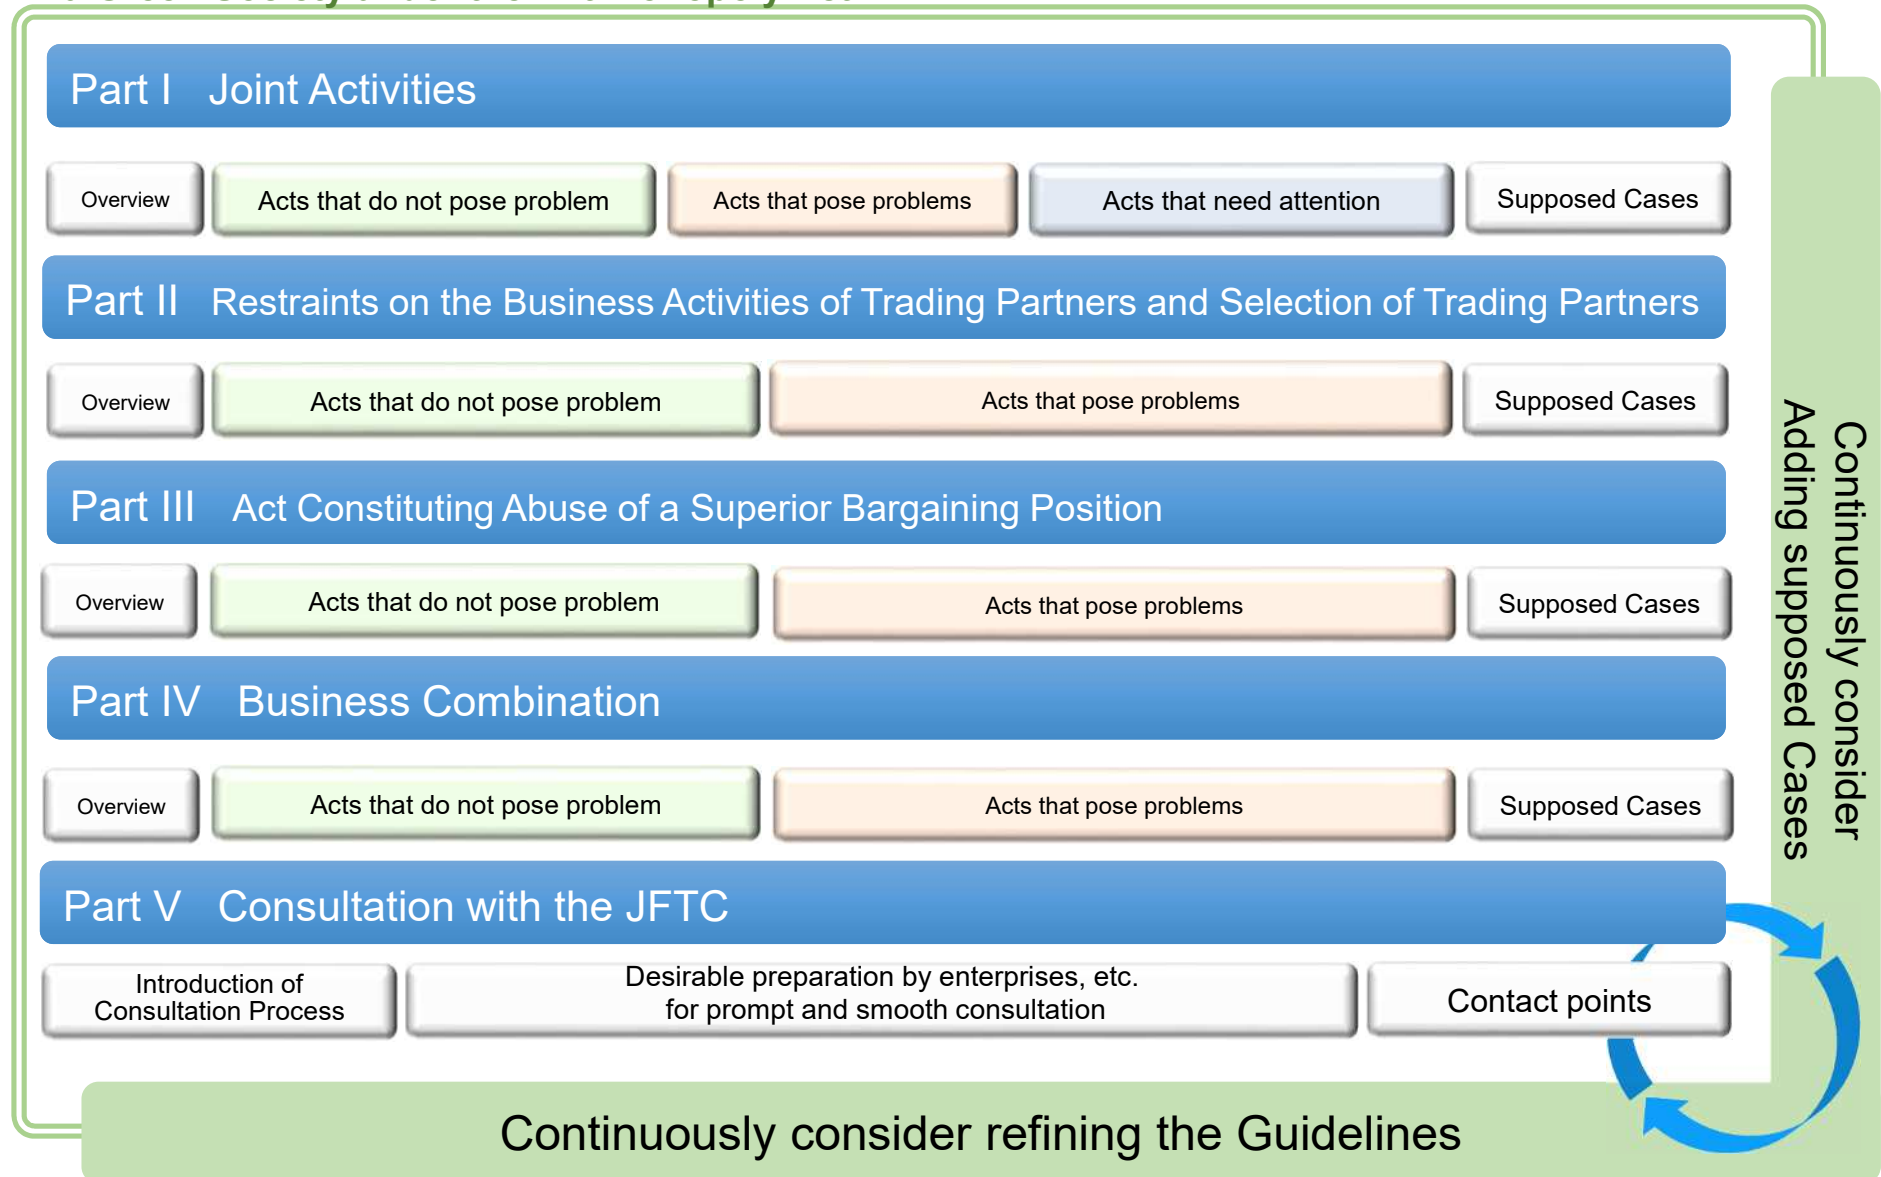 Part I Joint Activities
Overview
Acts that do not pose problem
Acts that pose problems
Acts that need attention
Supposed Cases
Part II Restraints on the Business Activities of Trading Partners and Selection of Trading Partners
Overview
Acts that do not pose problem
Acts that pose problems
Supposed Cases
Part III Act Constituting Abuse of a Superior Bargaining Position
Overview
Acts that do not pose problem
Acts that pose problems
Supposed Cases
Part IV Business Combination
Overview
Acts that do not pose problem
Acts that pose problems
Supposed Cases
Part V Consultation with the JFTC
Introduction of
Consultation Process
Desirable preparation by enterprises, etc.
for prompt and smooth consultation
Contact points
Continuously consider
Adding supposed Cases
Continuously consider refining the Guidelines